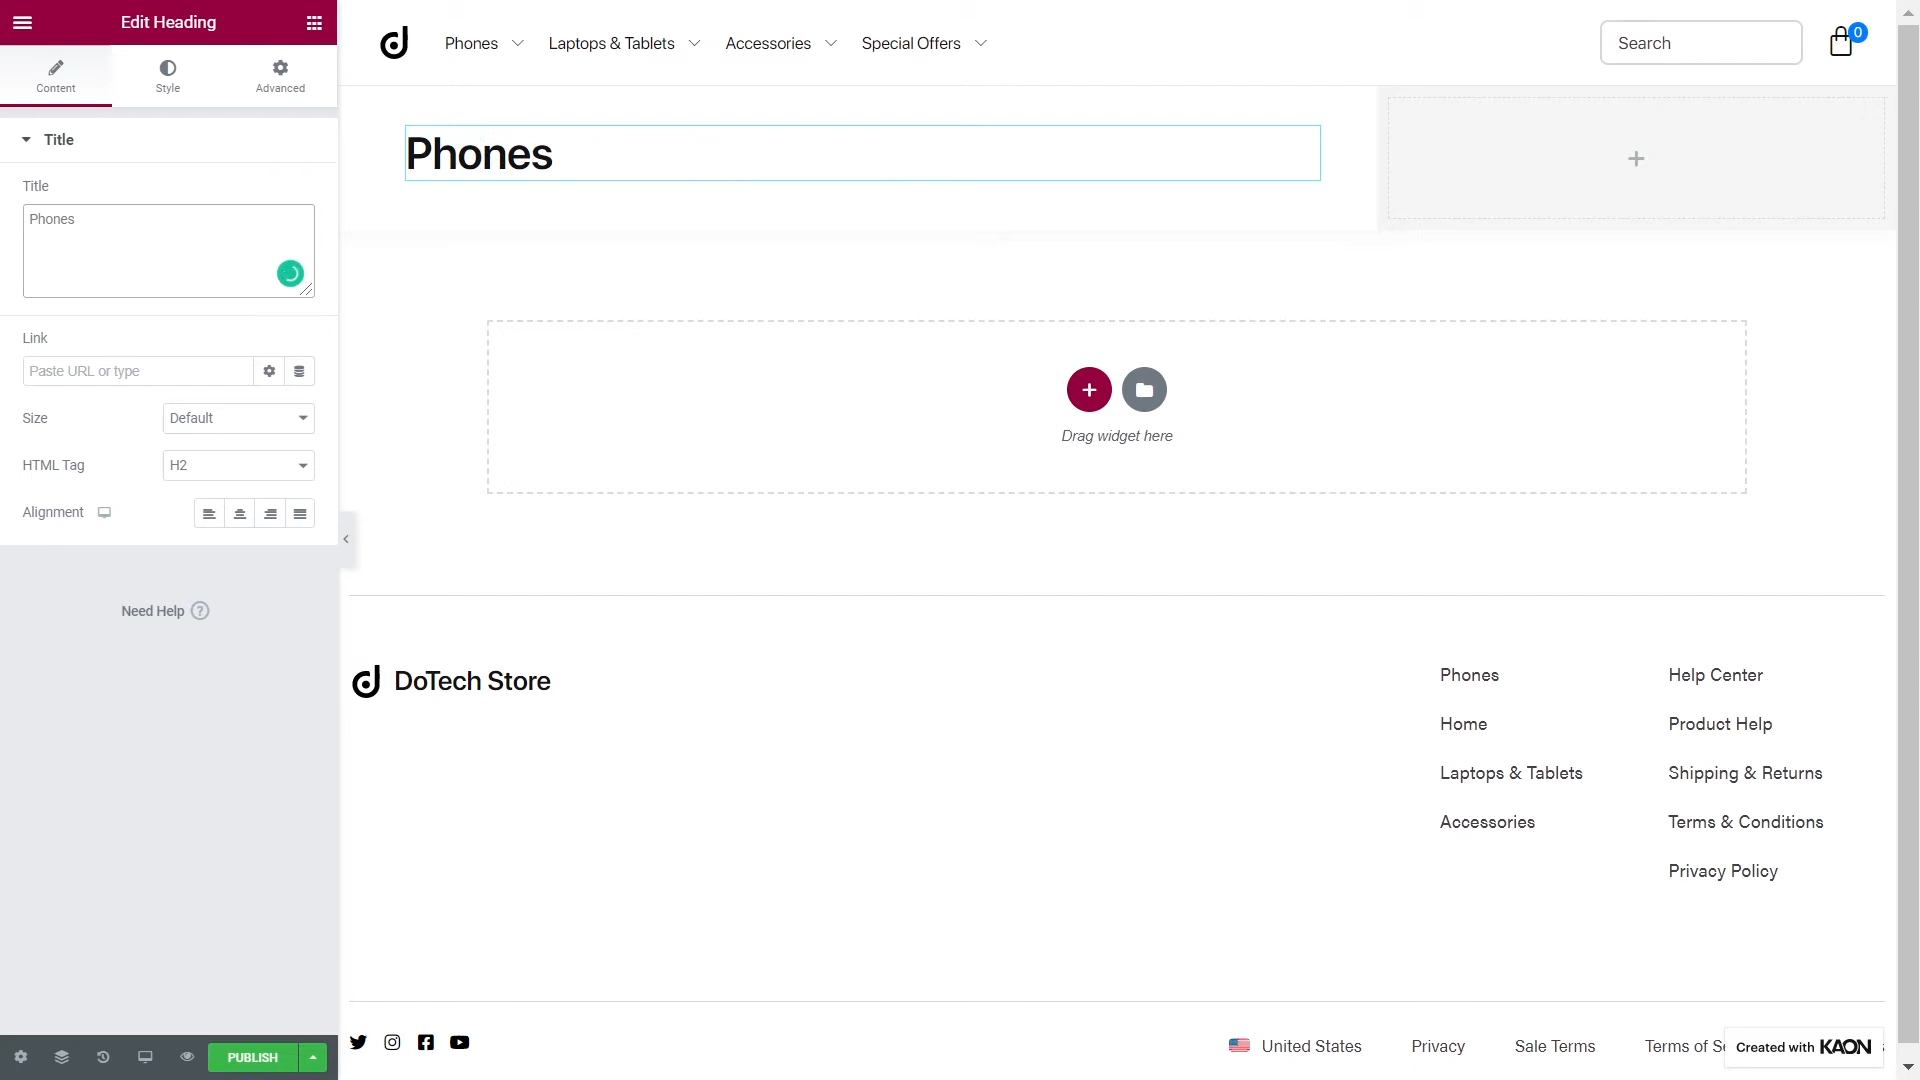 Edit Heading
Content
Style
Advanced
Title
Title
Phones
Link
Paste URL or type
Size
Default
HTML Tag
H2
Alignment
Need Help ?
PUBLISH
Phones
Laptops & Tablets
Accessories
Special Offers
Search
0
Phones
Drag widget here
DoTech Store
Phones
Home
Laptops & Tablets
Accessories
Help Center
Product Help
Shipping & Returns
Terms & Conditions
Privacy Policy
United States
Privacy
Sale Terms
Terms of
Created with KAON